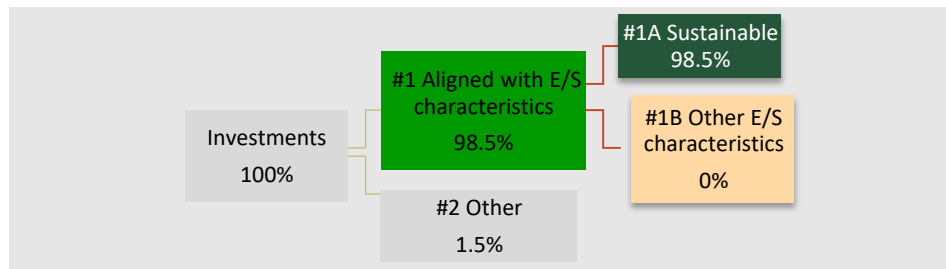 Investments
100%
#1 Aligned with E/S
characteristics
98.5%
#2 Other
1.5%
#1A Sustainable
98.5%
#1B Other E/S
characteristics
0%